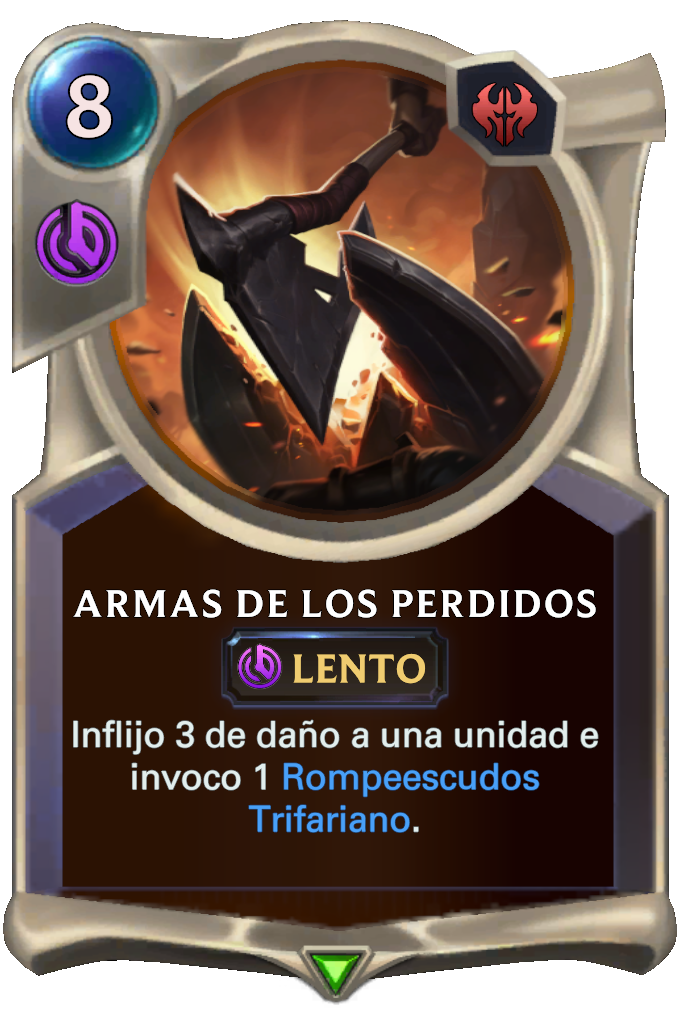 8
ARMAS DE LOS PERDIDOS
LENTO
Inflijo 3 de daño a una unidad e
invoco 1 Rompeescudos
Trifariano.